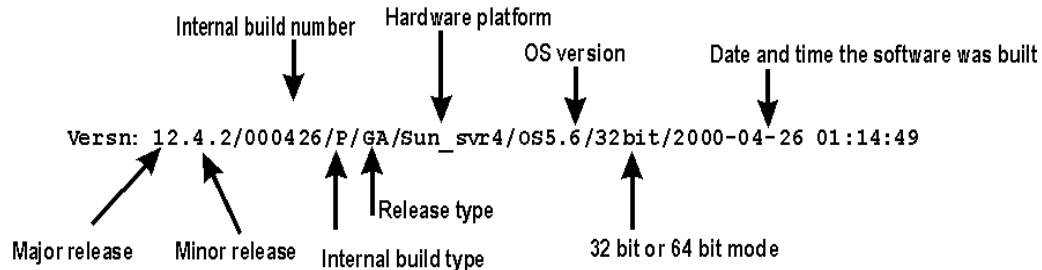 Hardware platform
Internal build number
OS version
Date and time the software was built
Versn: 12.4.2/000426/P/GA/Sun_svr4/OS5.6/32bit/2000-04-26 01:14:49
Release type
Major release
Minor release
Internal build type
32 bit or 64 bit mode